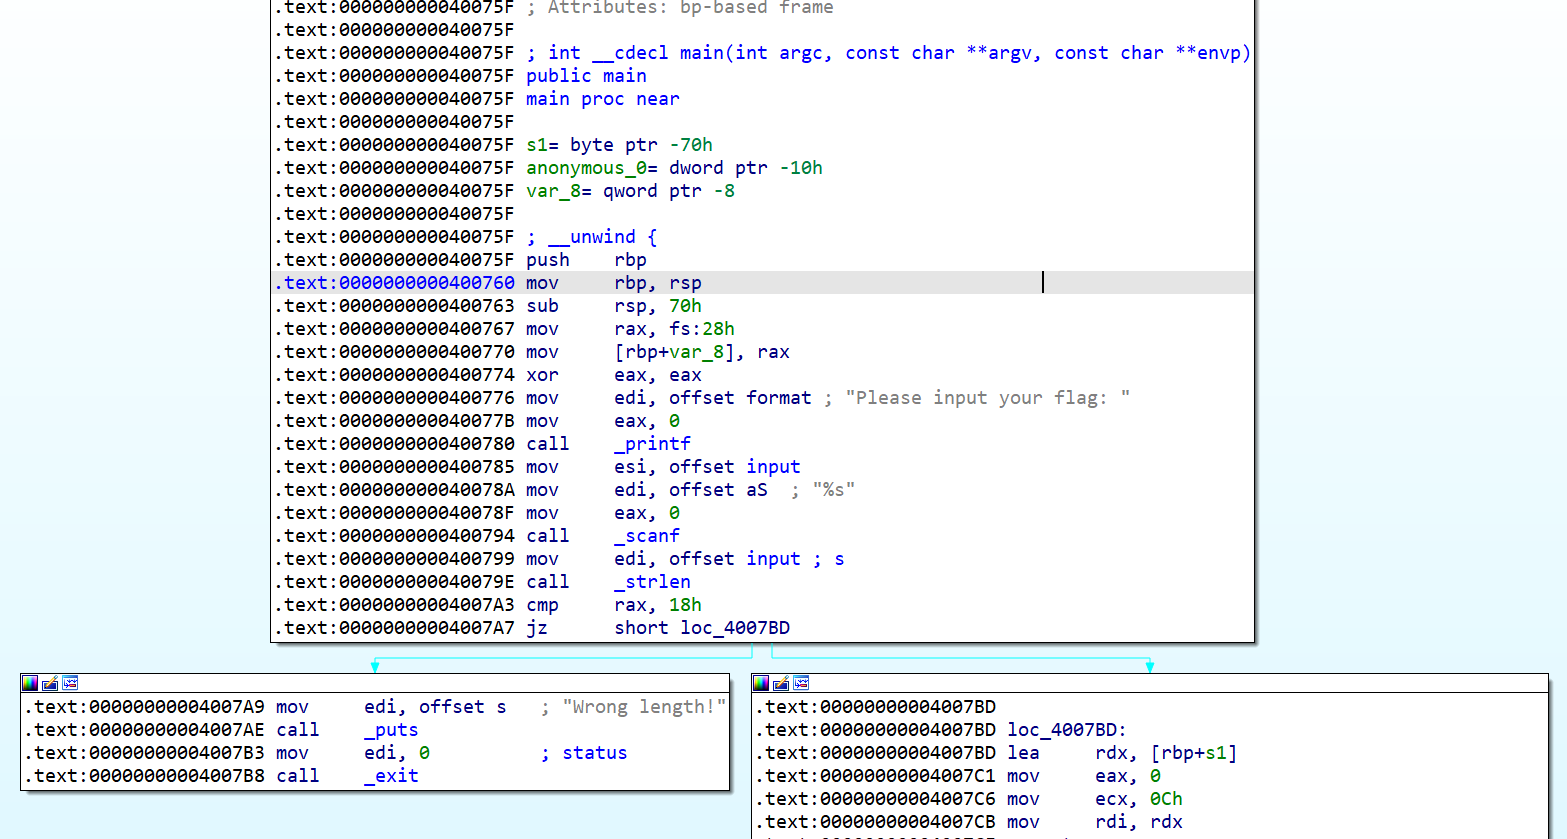 .text:000000000040075F ; Attributes: bp-based frame
.text:000000000040075F
.text:000000000040075F ; int __cdecl main(int argc, const char **argv, const char **envp)
.text:000000000040075F public main
.text:000000000040075F main proc near
.text:000000000040075F
.text:000000000040075F s1= byte ptr -70h
.text:000000000040075F anonymous_0= dword ptr -10h
.text:000000000040075F var_8= qword ptr -8
.text:000000000040075F
.text:000000000040075F ; __unwind {
.text:000000000040075F push rbp
.text:0000000000400760 mov rbp, rsp
.text:0000000000400763 sub rsp, 70h
.text:0000000000400767 mov rax, fs:28h
.text:0000000000400770 mov [rbp+var_8], rax
.text:0000000000400774 xor eax, eax
.text:0000000000400776 mov edi, offset format ; "Please input your flag: "
.text:000000000040077B mov eax, 0
.text:0000000000400780 call _printf
.text:0000000000400785 mov esi, offset input
.text:000000000040078A mov edi, offset aS ; "%s"
.text:000000000040078F mov eax, 0
.text:0000000000400794 call _scanf
.text:0000000000400799 mov edi, offset input ; s
.text:000000000040079E call _strlen
.text:00000000004007A3 cmp rax, 18h
.text:00000000004007A7 jz short loc_4007BD
.text:00000000004007A9 mov edi, offset s ; "Wrong length!"
.text:00000000004007AE call _puts
.text:00000000004007B3 mov edi, 0 ; status
.text:00000000004007B8 call _exit
.text:00000000004007BD
.text:00000000004007BD loc_4007BD:
.text:00000000004007BD lea rdx, [rbp+s1]
.text:00000000004007C1 mov eax, 0
.text:00000000004007C6 mov ecx, 0Ch
.text:00000000004007CB mov rdi, rdx